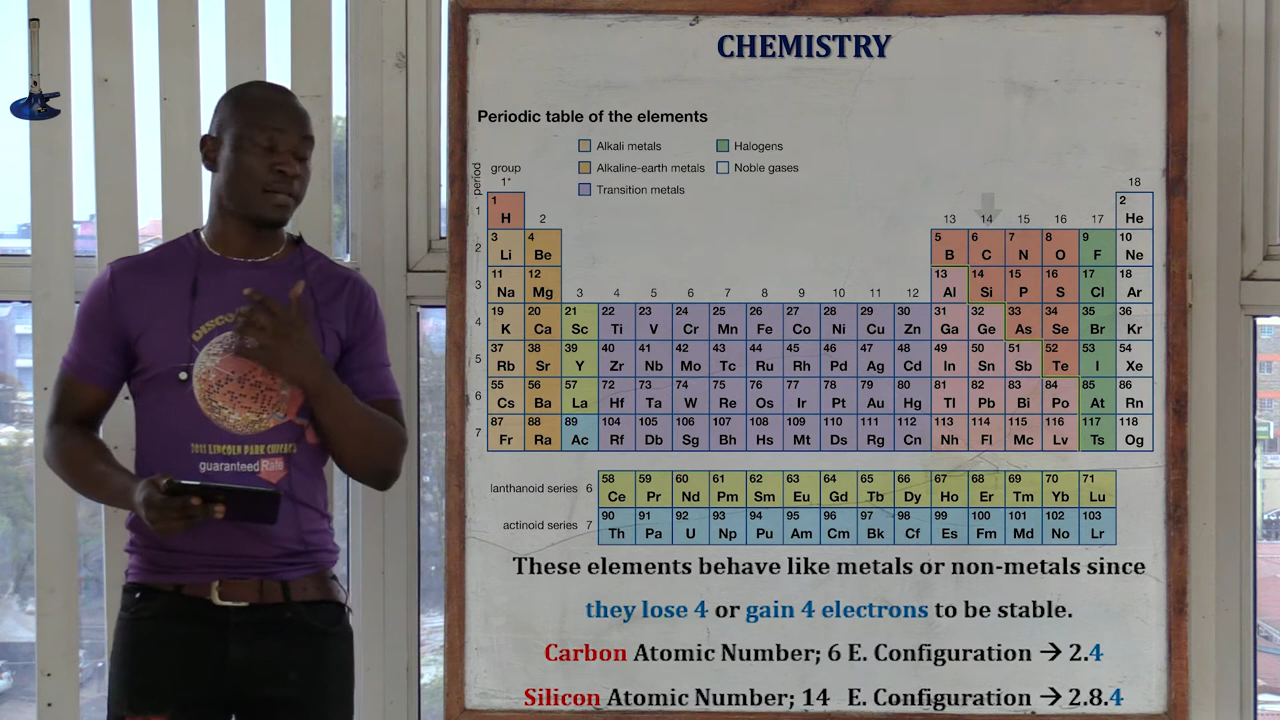 CHEMISTRY
Periodic table of the elements
Alkali metals
Halogens
Alkaline-earth metals
Noble gases
Transition metals
period
group
1* 18
1 2
1 H He
2 13 14 15 16 17
3 4 5 6 7 8 9 10
2 Li Be B C N O F Ne
11 12 13 14 15 16 17 18
3 Na Mg Al Si P S Cl Ar
3 4 5 6 7 8 9 10 11 12
19 20 21 22 23 24 25 26 27 28 29 30 31 32 33 34 35 36
4 K Ca Sc Ti V Cr Mn Fe Co Ni Cu Zn Ga Ge As Se Br Kr
37 38 39 40 41 42 43 44 45 46 47 48 49 50 51 52 53 54
5 Rb Sr Y Zr Nb Mo Tc Ru Rh Pd Ag Cd In Sn Sb Te I Xe
55 56 57 72 73 74 75 76 77 78 79 80 81 82 83 84 85 86
6 Cs Ba La Hf Ta W Re Os Ir Pt Au Hg Tl Pb Bi Po At Rn
87 88 89 104 105 106 107 108 109 110 111 112 113 114 115 116 117 118
7 Fr Ra Ac Rf Db Sg Bh Hs Mt Ds Rg Cn Nh Fl Mc Lv Ts Og
58 59 60 61 62 63 64 65 66 67 68 69 70 71
lanthanoid series 6 Ce Pr Nd Pm Sm Eu Gd Tb Dy Ho Er Tm Yb Lu
90 91 92 93 94 95 96 97 98 99 100 101 102 103
actinoid series 7 Th Pa U Np Pu Am Cm Bk Cf Es Fm Md No Lr
These elements behave like metals or non-metals since
they lose 4 or gain 4 electrons to be stable.
Carbon Atomic Number; 6 E. Configuration → 2.4
Silicon Atomic Number; 14 E. Configuration → 2.8.4
2011 LINCOLN PARK CHICAGO
guaneteedRate